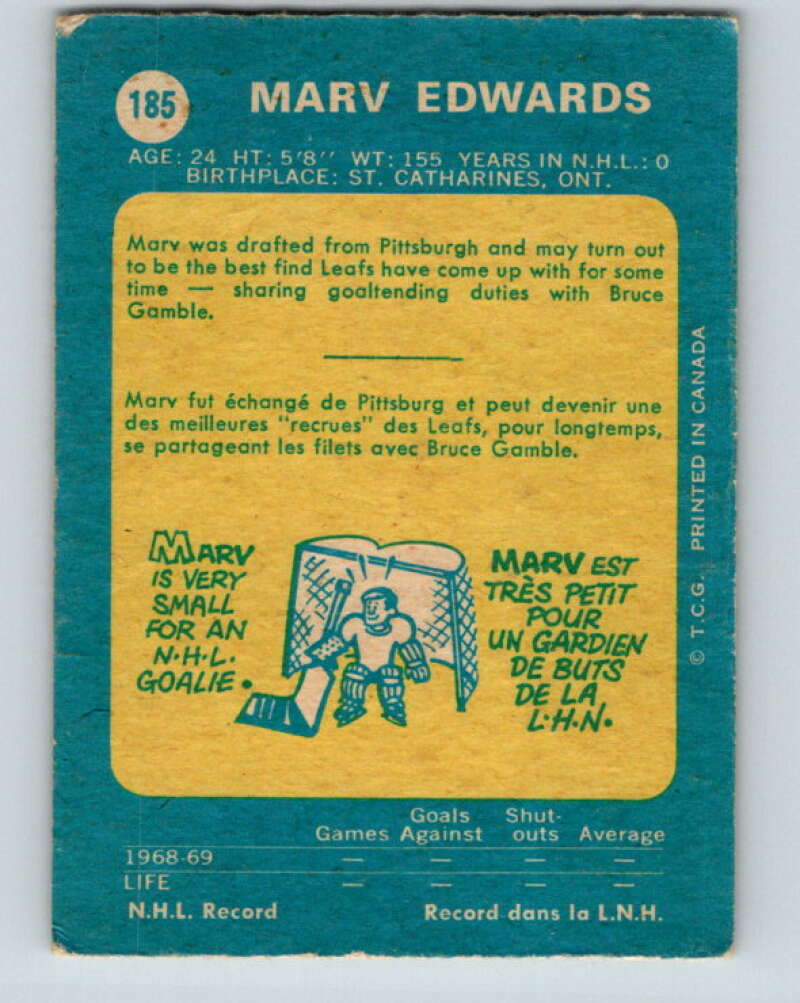 185
MARV EDWARDS
AGE: 24 HT: 5'8'' WT: 155 YEARS IN N.H.L.: 0
BIRTHPLACE: ST. CATHARINES, ONT.
Marv was drafted from Pittsburgh and may turn out
to be the best find Leafs have come up with for some
time — sharing goaltending duties with Bruce
Gamble.
Marv fut échangé de Pittsburg et peut devenir une
des meilleures "recrues" des Leafs, pour longtemps,
se partageant les filets avec Bruce Gamble.
MARV
IS VERY
SMALL
FOR AN
N·H·L.
GOALIE.
MARV EST
TRÈS PETIT
POUR
UN GARDIEN
DE BUTS
DE LA
L·H·N.
© T.C.G. PRINTED IN CANADA
Goals Shut-
Games Against outs Average
1968-69 — — — —
LIFE — — — —
N.H.L. Record Record dans la L.N.H.